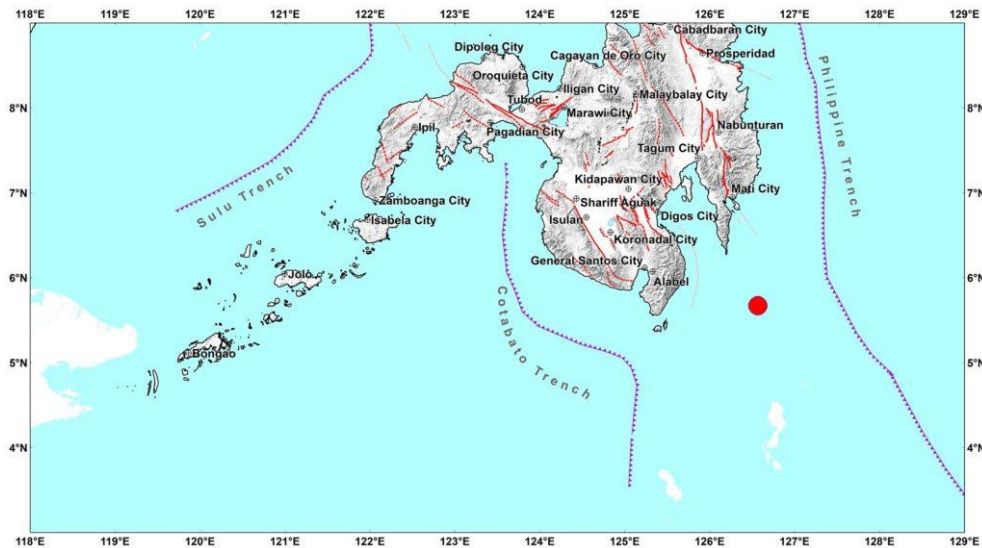 118°E 119°E 120°E 121°E 122°E 123°E 124°E 125°E 126°E 127°E 128°E 129°E
Cabadbaran City
Dipolog City
Cagayan de Oro City
Prosperidad
Oroquieta City
Iligan City
Malaybalay City
Tubod
8°N
8°N
Marawi City
Nabunturan
Ipil
Pagadian City
Tagum City
Philippine Trench
Kidapawan City
Mati City
7°N
7°N
Sulu Trench
Zamboanga City
Shariff Aguak
Isabela City
Isulan
Digos City
Koronadal City
General Santos City
6°N
6°N
Jolo
Alabel
Cotabato Trench
Bongao
5°N
5°N
4°N
4°N
118°E 119°E 120°E 121°E 122°E 123°E 124°E 125°E 126°E 127°E 128°E 129°E